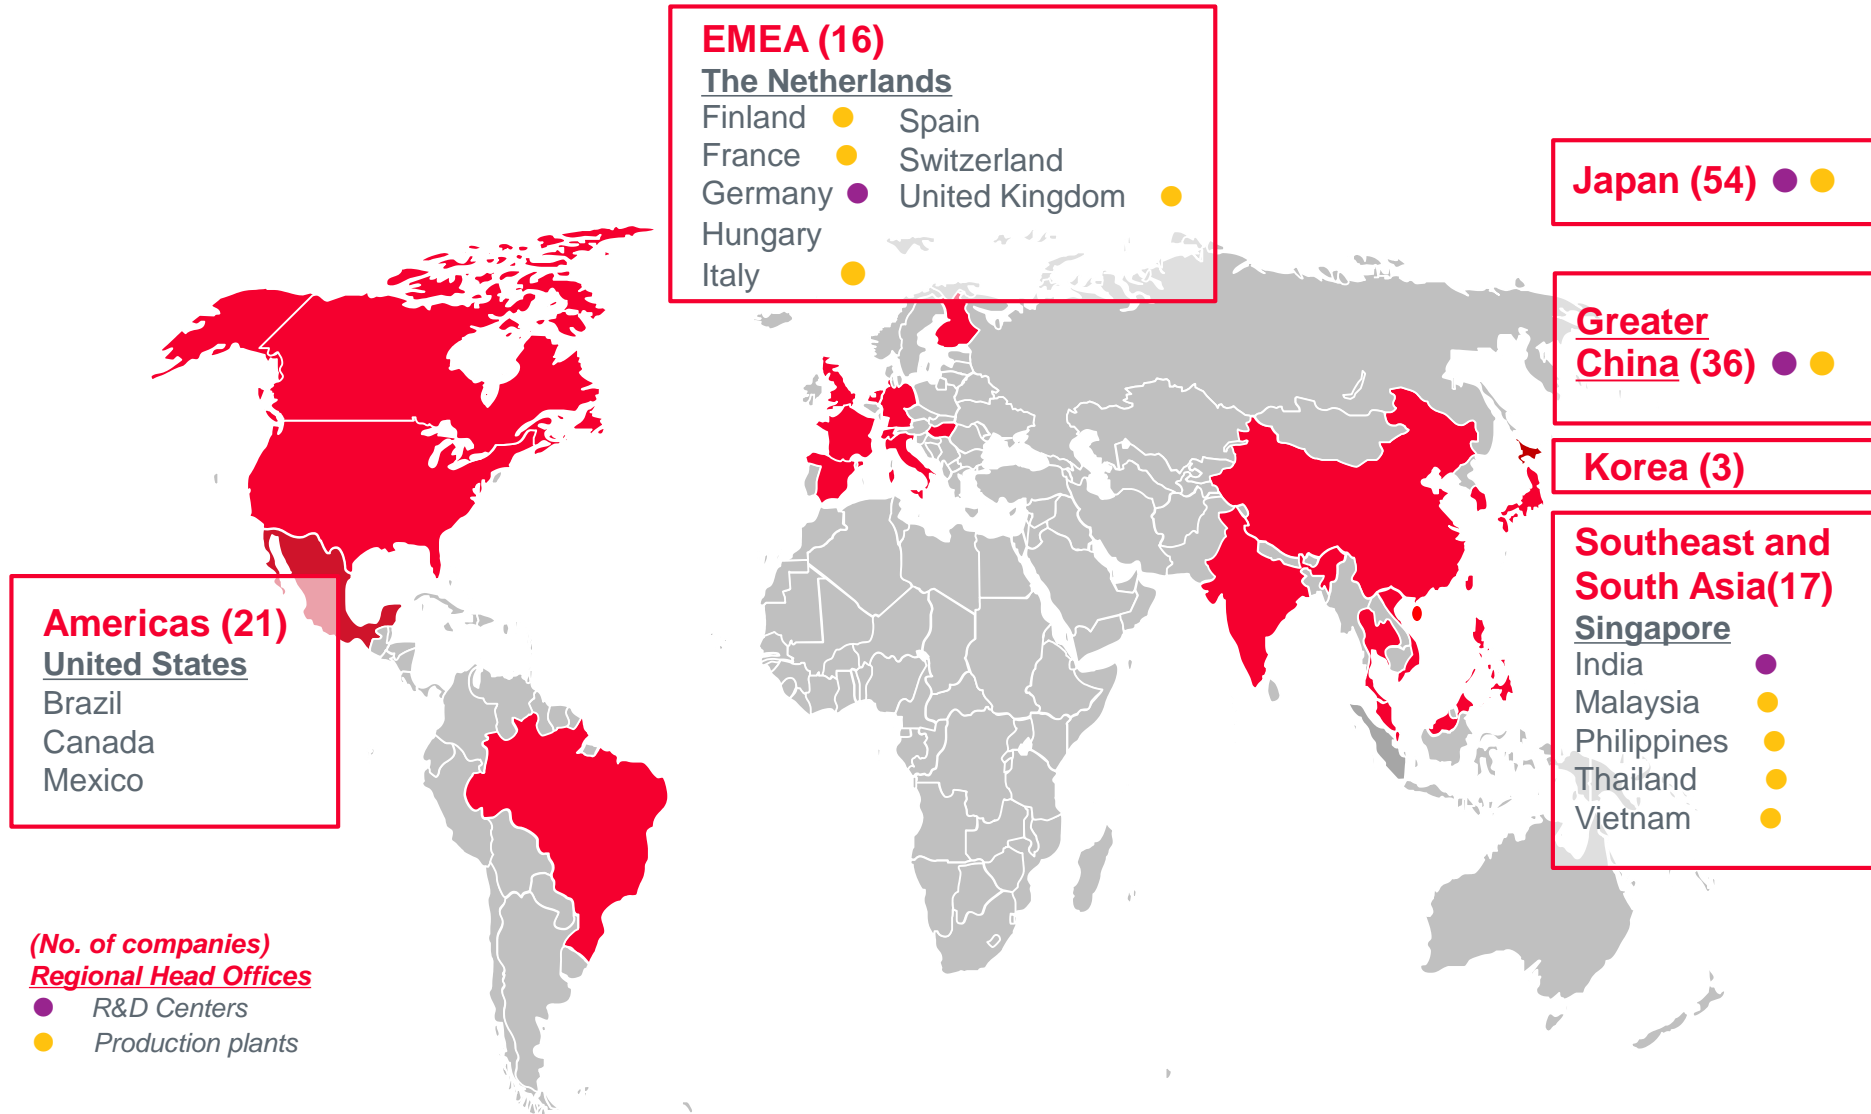 EMEA (16)
The Netherlands
Finland
France
Germany
Hungary
Italy
Spain
Switzerland
United Kingdom
Japan (54)
Greater
China (36)
Korea (3)
Southeast and
South Asia(17)
Singapore
India
Malaysia
Philippines
Thailand
Vietnam
Americas (21)
United States
Brazil
Canada
Mexico
(No. of companies)
Regional Head Offices
R&D Centers
Production plants